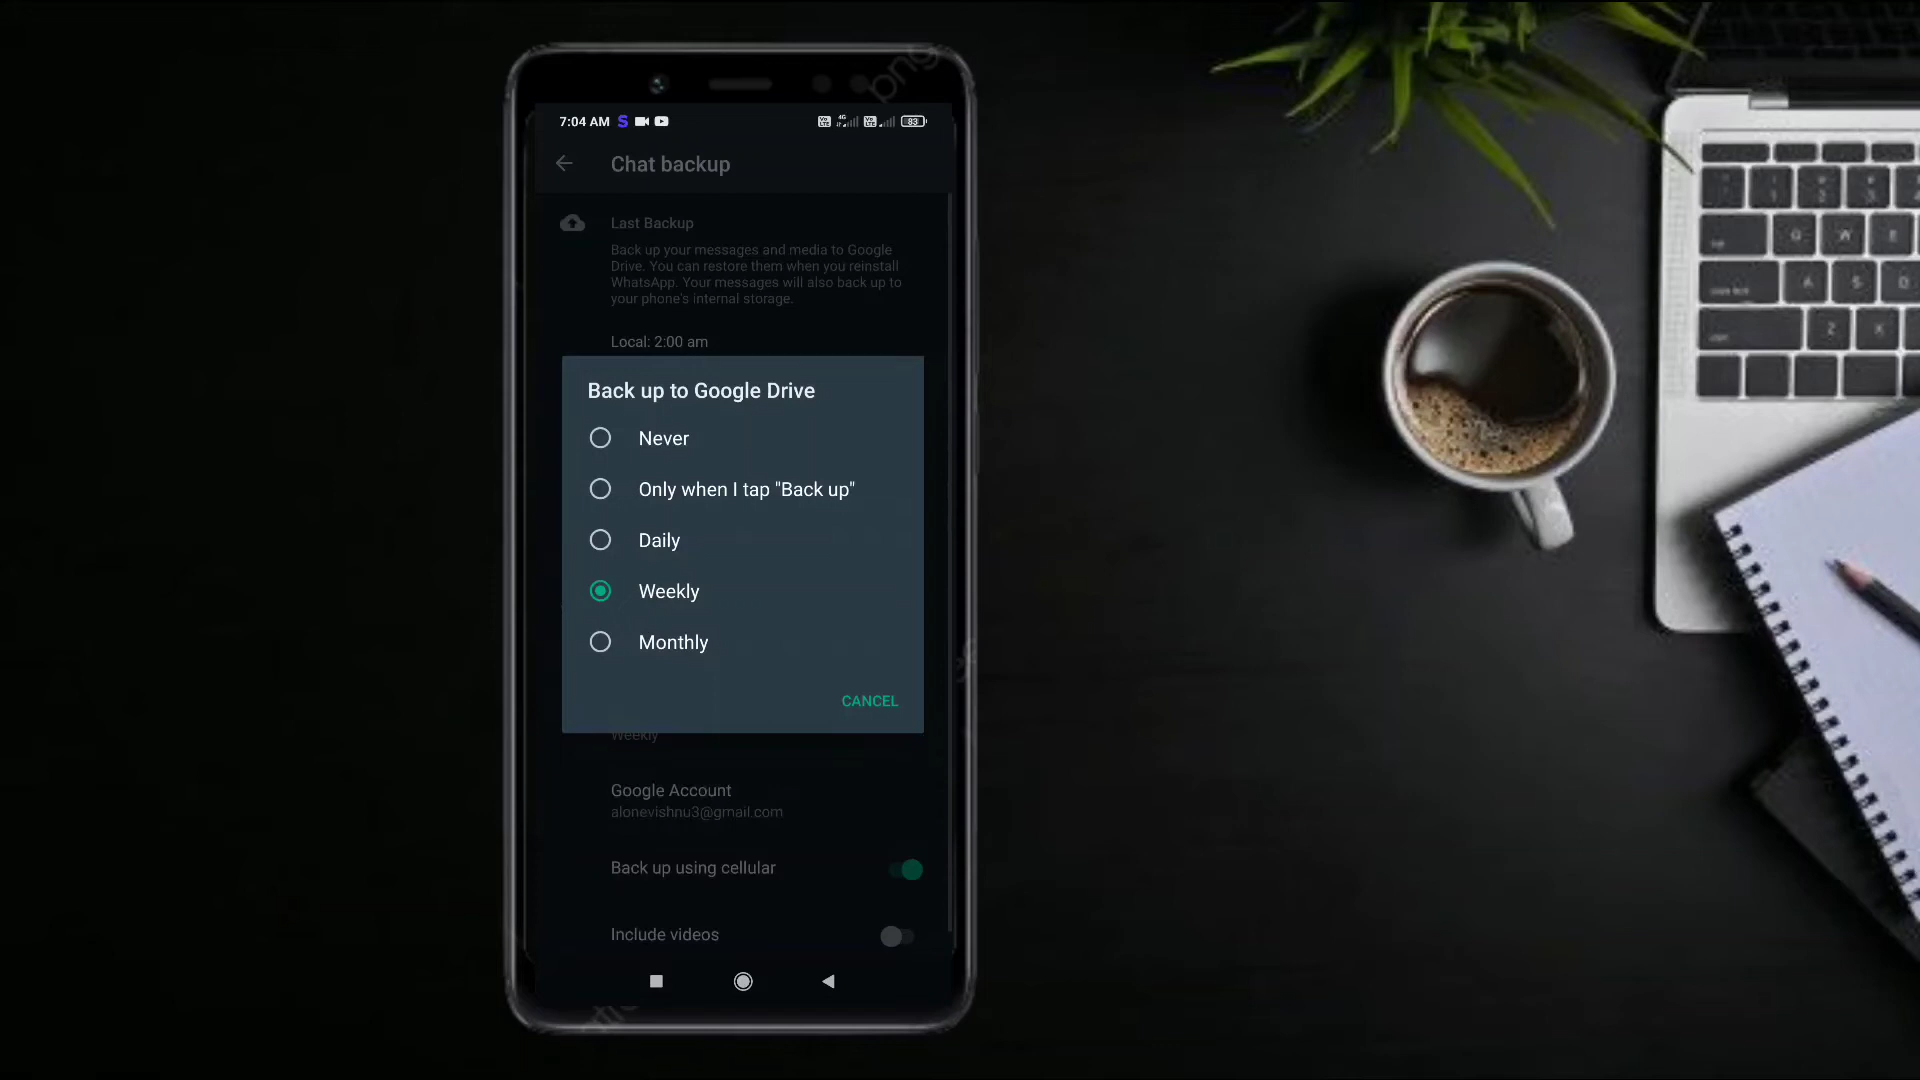 7:04 AM
83
Chat backup
Last Backup
Back up your messages and media to Google
Drive. You can restore them when you reinstall
WhatsApp. Your messages will also back up to
your phone's internal storage.
Local: 2:00 am
Back up to Google Drive
Never
Only when I tap "Back up"
Daily
Weekly
Monthly
CANCEL
Weekly
Google Account
alonevishnu3@gmail.com
Back up using cellular
Include videos